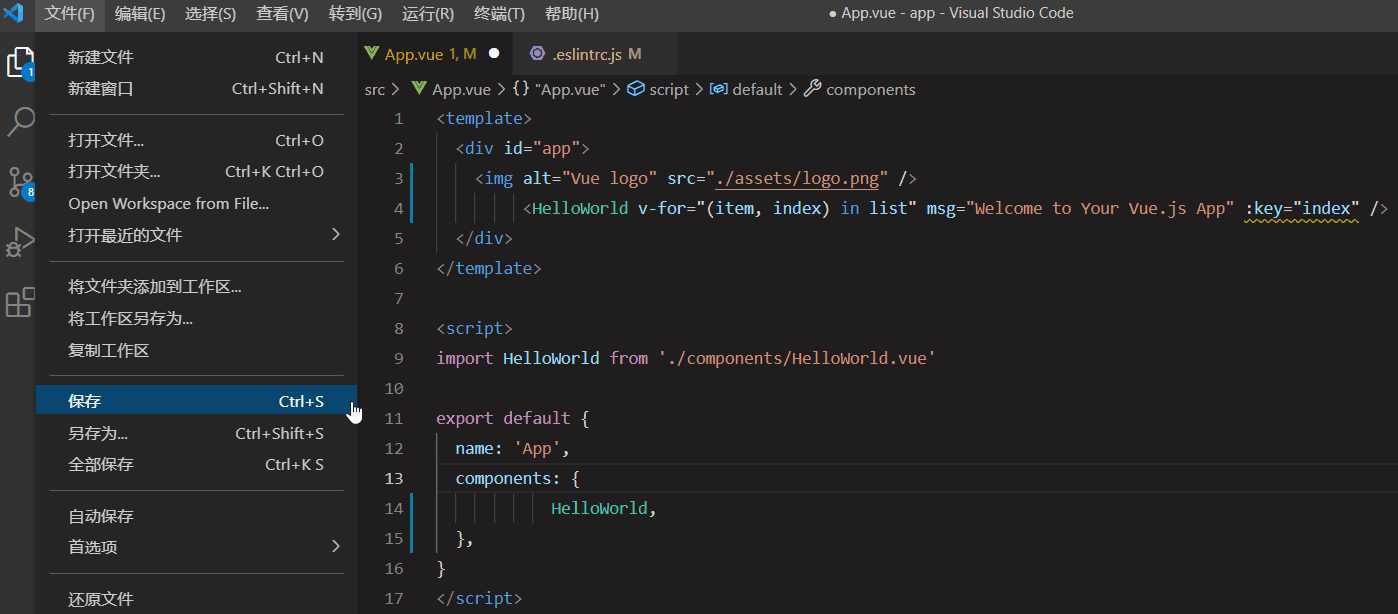 文件(F) 编辑(E) 选择(S) 查看(V) 转到(G) 运行(R) 终端(T) 帮助(H) ● App.vue - app - Visual Studio Code
新建文件 Ctrl+N
新建窗口 Ctrl+Shift+N
打开文件... Ctrl+O
打开文件夹... Ctrl+K Ctrl+O
Open Workspace from File...
打开最近的文件
将文件夹添加到工作区...
将工作区另存为...
复制工作区
保存 Ctrl+S
另存为... Ctrl+Shift+S
全部保存 Ctrl+K S
自动保存
首选项
还原文件
1
8
App.vue 1, M ● .eslintrc.js M
src > App.vue > {} "App.vue" > script > default > components
1 <template>
2 <div id="app">
3 <img alt="Vue logo" src="./assets/logo.png" />
4 <HelloWorld v-for="(item, index) in list" msg="Welcome to Your Vue.js App" :key="index" />
5 </div>
6 </template>
7
8 <script>
9 import HelloWorld from './components/HelloWorld.vue'
10
11 export default {
12 name: 'App',
13 components: {
14 HelloWorld,
15 },
16 }
17 </script>